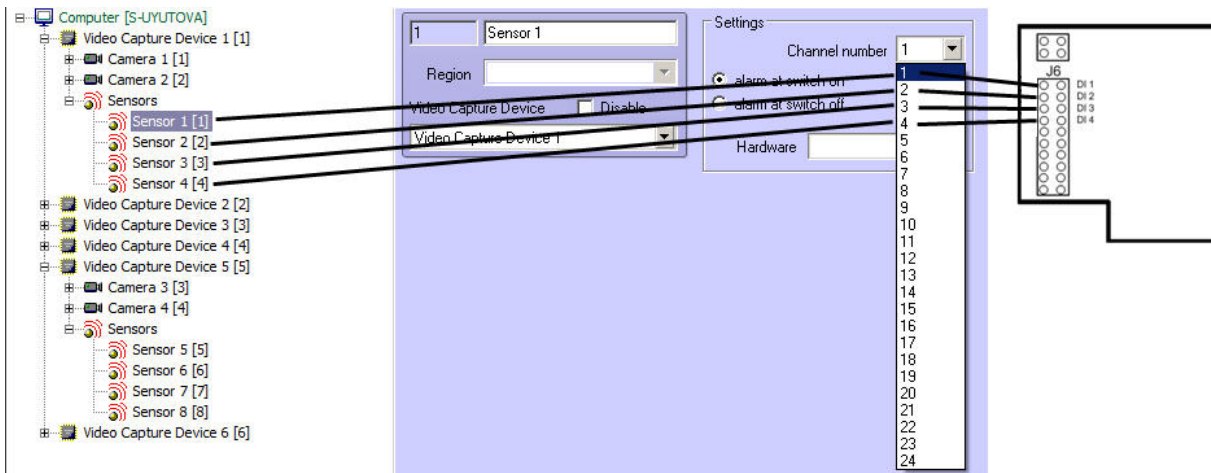 Computer [S-UYUTOVA]
Video Capture Device 1 [1]
Camera 1 [1]
Camera 2 [2]
Sensors
Sensor 1 [1]
Sensor 2 [2]
Sensor 3 [3]
Sensor 4 [4]
Video Capture Device 2 [2]
Video Capture Device 3 [3]
Video Capture Device 4 [4]
Video Capture Device 5 [5]
Camera 3 [3]
Camera 4 [4]
Sensors
Sensor 5 [5]
Sensor 6 [6]
Sensor 7 [7]
Sensor 8 [8]
Video Capture Device 6 [6]
1 Sensor 1
Region
Video Capture Device Disable
Video Capture Device 1
Settings
Channel number 1
alarm at switch on
alarm at switch off
Hardware
1
2
3
4
5
6
7
8
9
10
11
12
13
14
15
16
17
18
19
20
21
22
23
24
J6
DI 1
DI 2
DI 3
DI 4